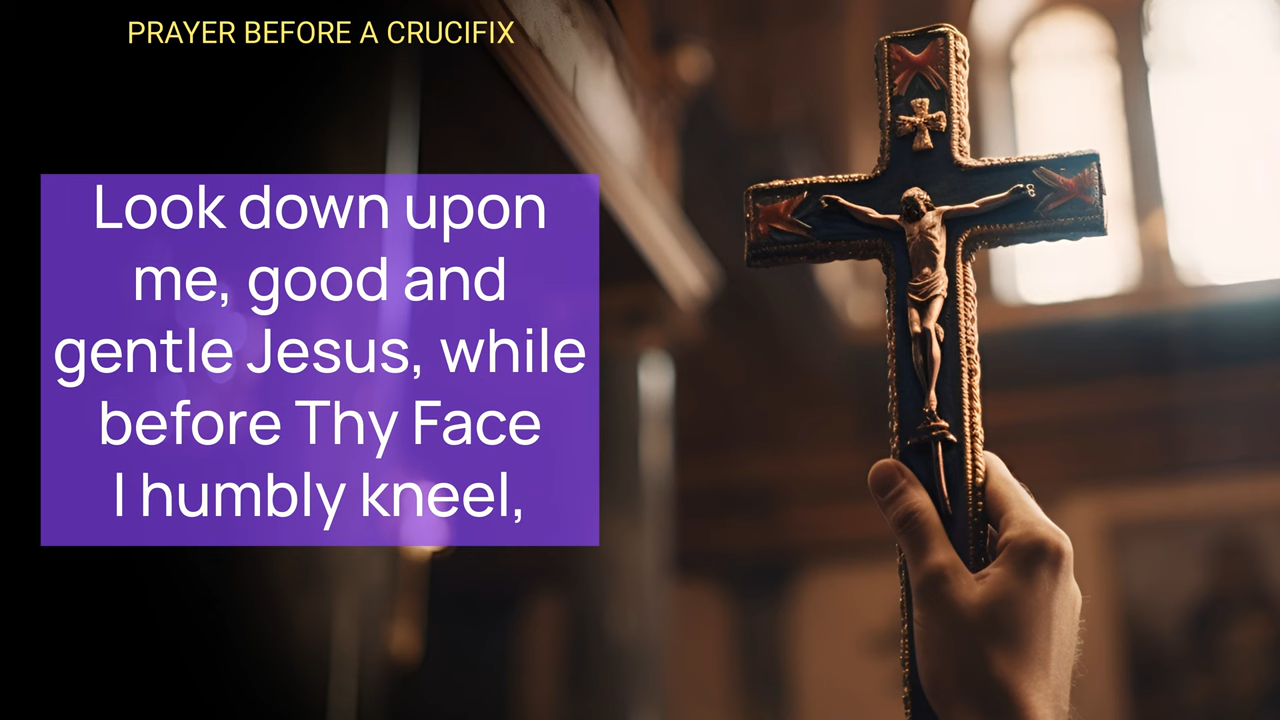 PRAYER BEFORE A CRUCIFIX
Look down upon
me, good and
gentle Jesus, while
before Thy Face
I humbly kneel,